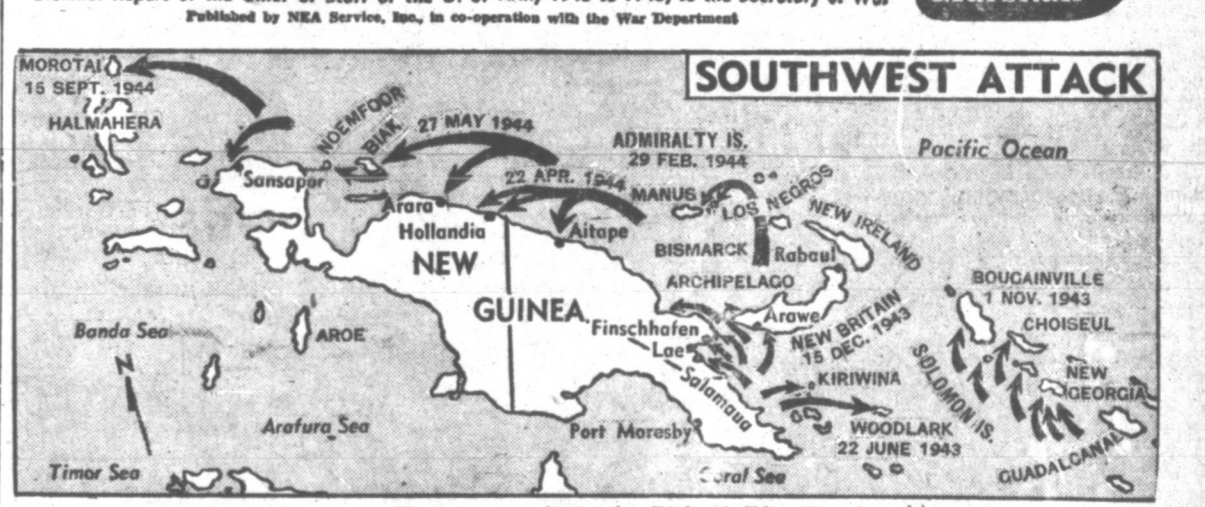 Published by NEA Service, Inc., in co-operation with the War Department
SOUTHWEST ATTACK
MOROTAI
15 SEPT. 1944
HALMAHERA
NOEMFOOR
BIAK
27 MAY 1944
ADMIRALTY IS.
29 FEB. 1944
Pacific Ocean
Sansapor
22 APR. 1944
MANUS
LOS NEGROS
NEW IRELAND
Arara
Hollandia
Aitape
BISMARCK
ARCHIPELAGO
Rabaul
NEW
GUINEA
BOUGAINVILLE
1 NOV. 1943
CHOISEUL
Arawe
NEW BRITAIN
15 DEC. 1943
Finschhafen
Lae
Salamaua
Banda Sea
AROE
N
KIRIWINA
SOLOMON IS.
NEW
GEORGIA
Arafura Sea
Port Moresby
WOODLARK
22 JUNE 1943
GUADALCANAL
Timor Sea
Coral Sea